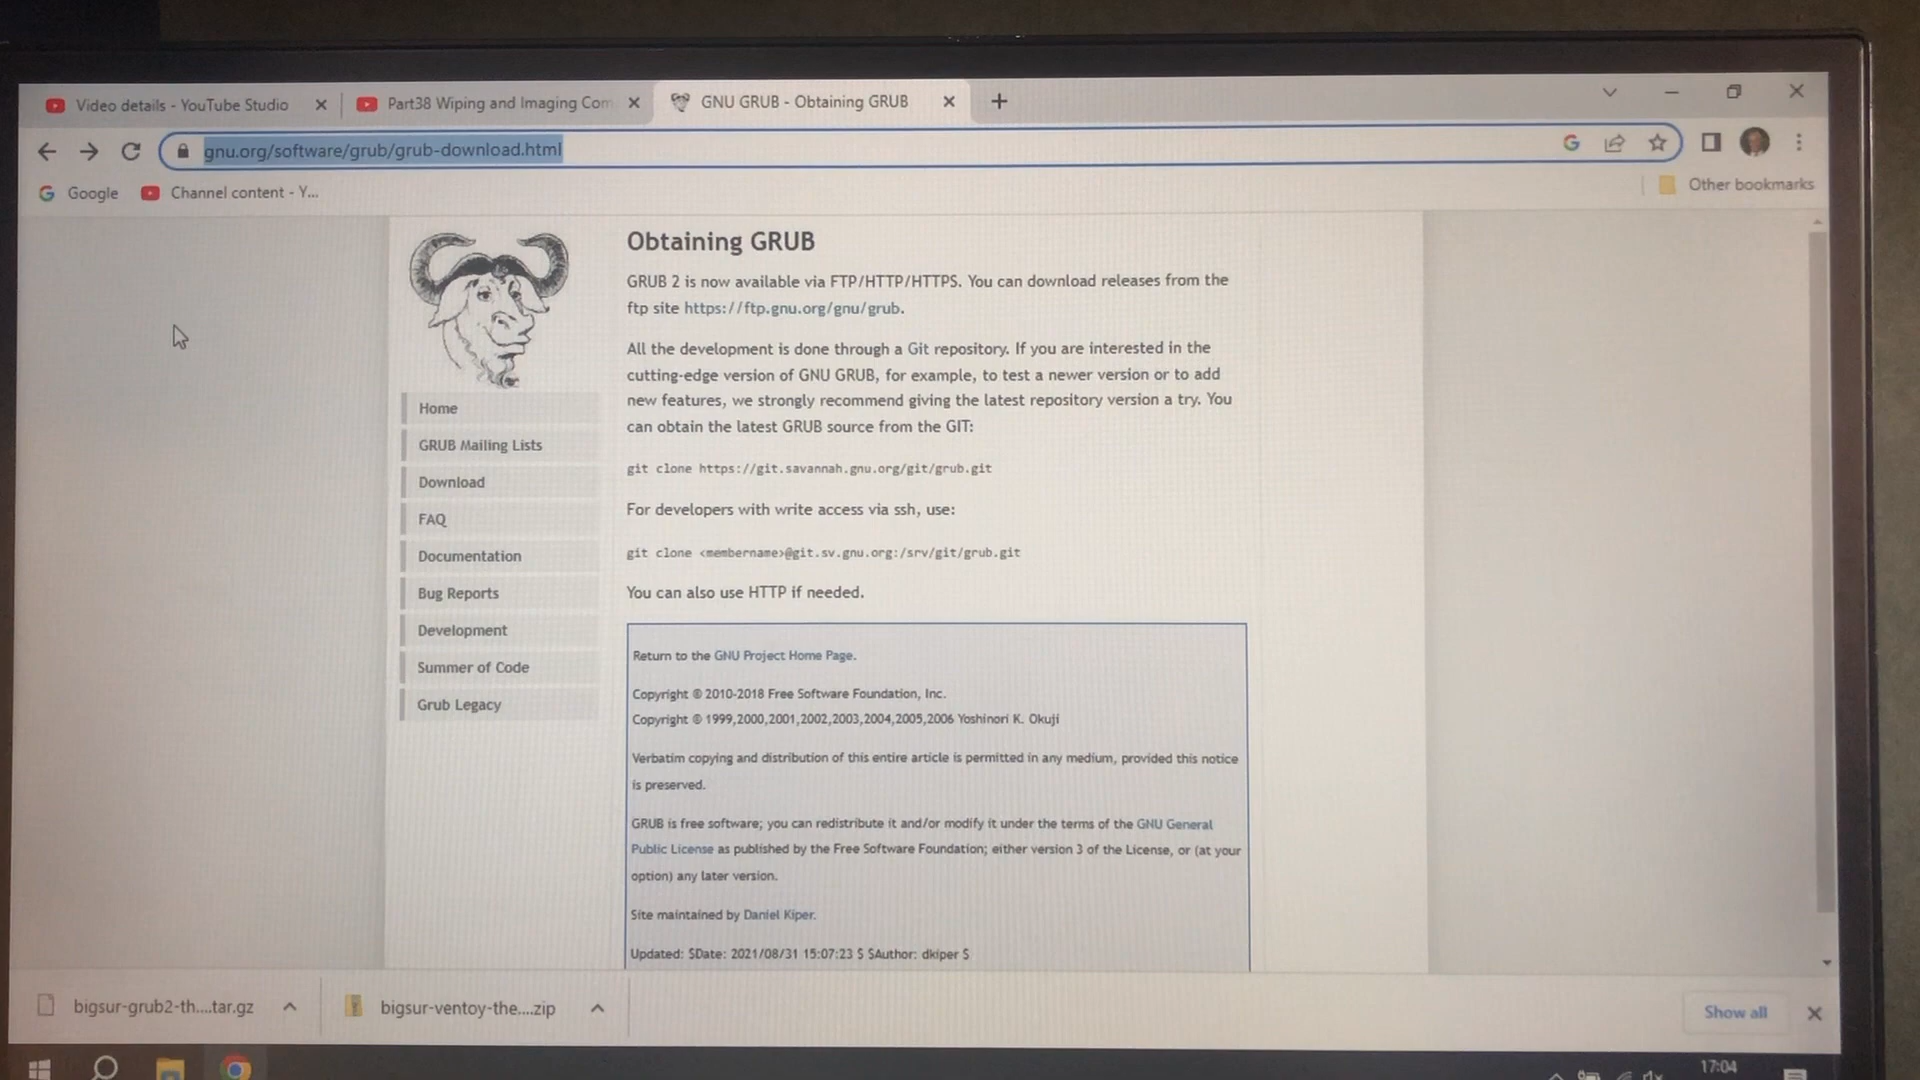 Video details - YouTube Studio
Part38 Wiping and Imaging Com
GNU GRUB - Obtaining GRUB
gnu.org/software/grub/grub-download.html
Google
Channel content - Y...
Other bookmarks
Obtaining GRUB
GRUB 2 is now available via FTP/HTTP/HTTPS. You can download releases from the
ftp site https://ftp.gnu.org/gnu/grub.
All the development is done through a Git repository. If you are interested in the
cutting-edge version of GNU GRUB, for example, to test a newer version or to add
new features, we strongly recommend giving the latest repository version a try. You
can obtain the latest GRUB source from the GIT:
git clone https://git.savannah.gnu.org/git/grub.git
For developers with write access via ssh, use:
git clone <membername>@git.sv.gnu.org:/srv/git/grub.git
You can also use HTTP if needed.
Home
GRUB Mailing Lists
Download
FAQ
Documentation
Bug Reports
Development
Summer of Code
Grub Legacy
Return to the GNU Project Home Page.
Copyright © 2010-2018 Free Software Foundation, Inc.
Copyright © 1999,2000,2001,2002,2003,2004,2005,2006 Yoshinori K. Okuji
Verbatim copying and distribution of this entire article is permitted in any medium, provided this notice
is preserved.
GRUB is free software; you can redistribute it and/or modify it under the terms of the GNU General
Public License as published by the Free Software Foundation; either version 3 of the License, or (at your
option) any later version.
Site maintained by Daniel Kiper.
Updated: $Date: 2021/08/31 15:07:23 $ $Author: dkiper $
bigsur-grub2-th....tar.gz
bigsur-ventoy-the....zip
Show all
17:04